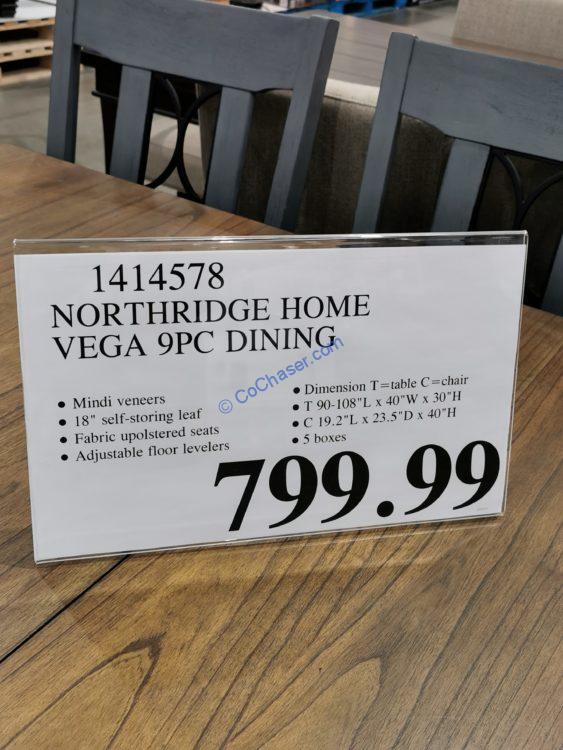 1414578
NORTHRIDGE HOME
VEGA 9PC DINING
© CoChaser.com
• Mindi veneers
• 18" self-storing leaf
• Fabric upolstered seats
• Adjustable floor levelers
• Dimension T=table C=chair
• T 90-108"L x 40"W x 30"H
• C 19.2"L x 23.5"D x 40"H
• 5 boxes
799.99